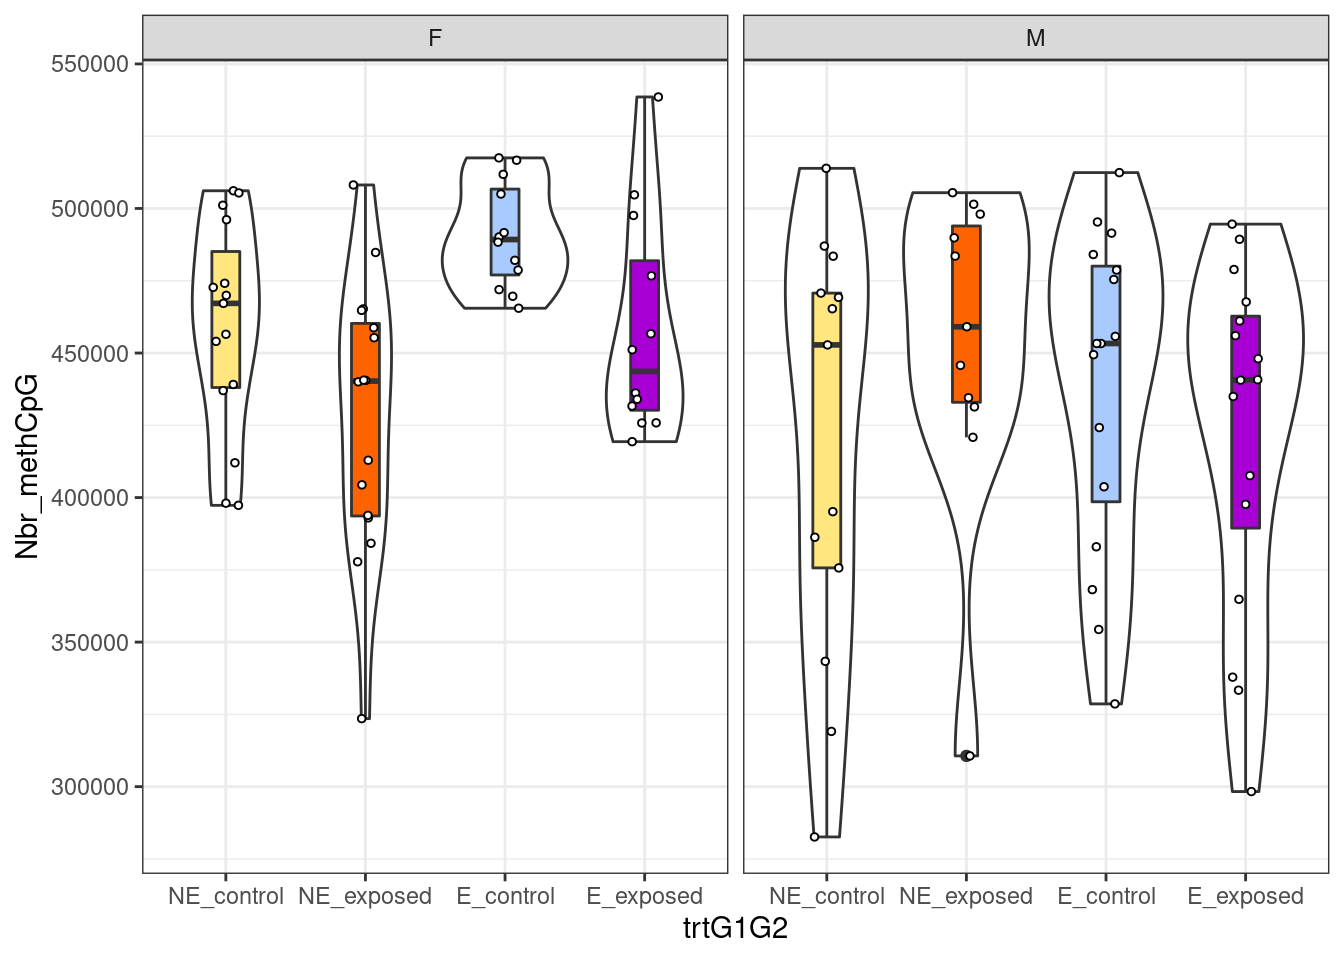 F
M
Nbr_methCpG
550000
500000
450000
400000
350000
300000
NE_control NE_exposed E_control E_exposed
NE_control NE_exposed E_control E_exposed
trtG1G2